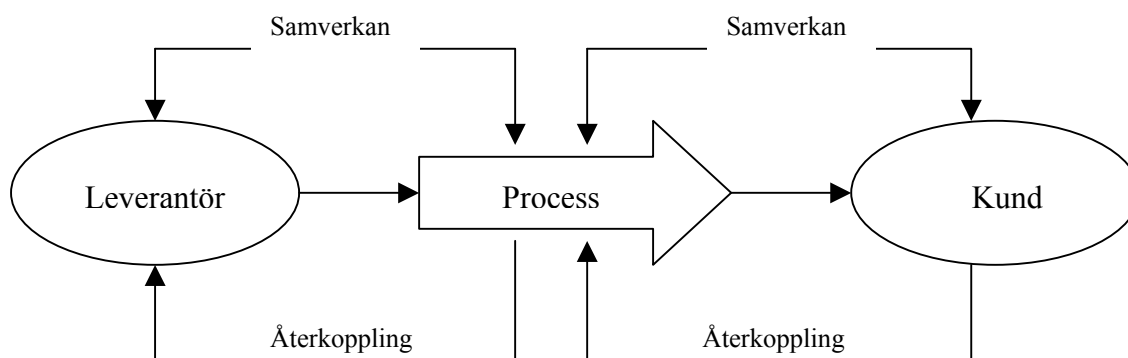 Samverkan
Samverkan
Leverantör
Process
Kund
Återkoppling
Återkoppling